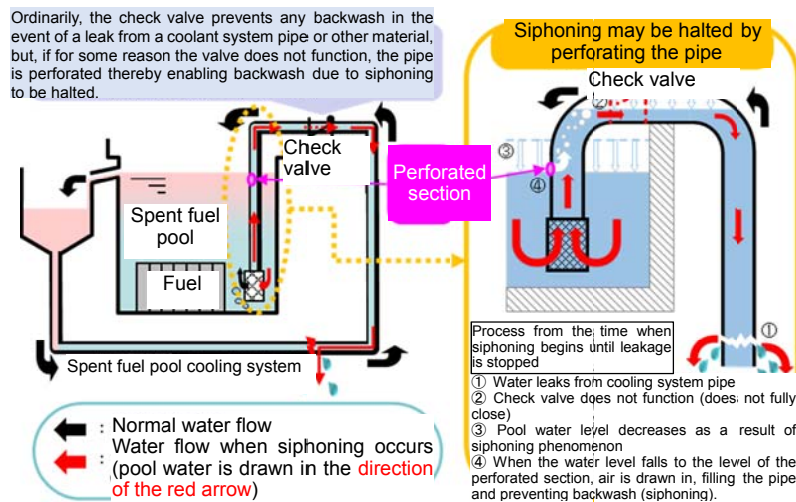 Ordinarily, the check valve prevents any backwash in the
event of a leak from a coolant system pipe or other material,
but, if for some reason the valve does not function, the pipe
is perforated thereby enabling backwash due to siphoning
to be halted.
Check
valve
Perforated
section
Spent fuel
pool
Fuel
Spent fuel pool cooling system
: Normal water flow
Water flow when siphoning occurs
: (pool water is drawn in the direction
of the red arrow)
Siphoning may be halted by
perforating the pipe
Check valve
②
③
④
①
Process from the time when
siphoning begins until leakage
is stopped
① Water leaks from cooling system pipe
② Check valve does not function (does not fully
close)
③ Pool water level decreases as a result of
siphoning phenomenon
④ When the water level falls to the level of the
perforated section, air is drawn in, filling the pipe
and preventing backwash (siphoning).